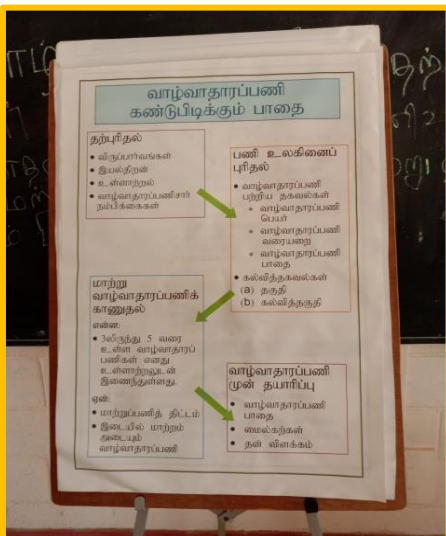 வாழ்வாதாரப்பணி
கண்டுபிடிக்கும் பாதை
தற்புரிதல்
• விருப்பார்வங்கள்
• இயல்திறன்
• உள்ளாற்றல்
• வாழ்வாதாரப்பணிசார்
நம்பிக்கைகள்
பணி உலகினைப்
புரிதல்
• வாழ்வாதாரப்பணி
பற்றிய தகவல்கள்
• வாழ்வாதாரப்பணி
பெயர்
• வாழ்வாதாரப்பணி
வரையறை
• வாழ்வாதாரப்பணி
பாதை
• கல்வித்தகவல்கள்
(a) தகுதி
(b) கல்வித்தகுதி
மாற்று
வாழ்வாதாரப்பணிக்
காணுதல்
என்ன:
• 3லிருந்து 5 வரை
உள்ள வாழ்வாதாரப்
பணிகள் எனது
உள்ளாற்றலுடன்
இணைந்துள்ளது.
ஏன்:
• மாற்றுப்பணித் திட்டம்
• இடையில் மாற்றம்
அடையும்
வாழ்வாதாரப்பணி
வாழ்வாதாரப்பணி
முன் தயாரிப்பு
• வாழ்வாதாரப்பணி
பாதை
• மைல்கற்கள்
• தன் விளக்கம்